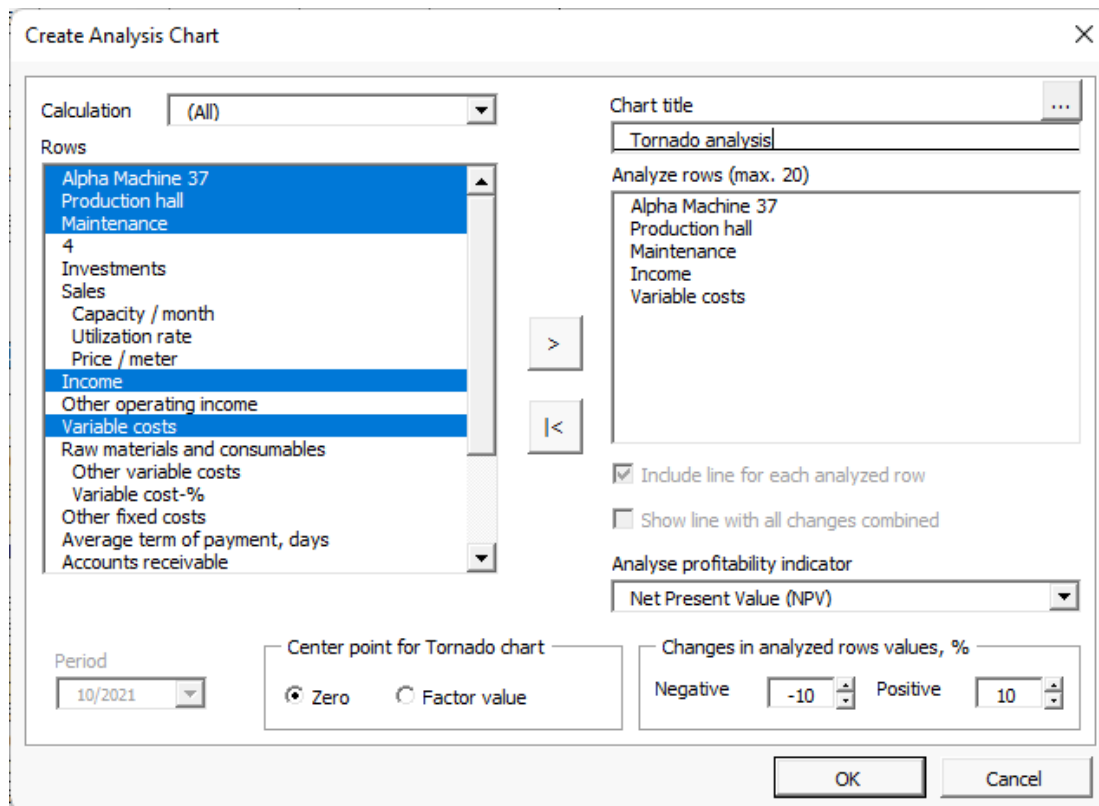 Create Analysis Chart
Calculation (All)
Rows
Alpha Machine 37
Production hall
Maintenance
4
Investments
Sales
Capacity / month
Utilization rate
Price / meter
Income
Other operating income
Variable costs
Raw materials and consumables
Other variable costs
Variable cost-%
Other fixed costs
Average term of payment, days
Accounts receivable
>
|<
Chart title
...
Tornado analysis
Analyze rows (max. 20)
Alpha Machine 37
Production hall
Maintenance
Income
Variable costs
Include line for each analyzed row
Show line with all changes combined
Analyse profitability indicator
Net Present Value (NPV)
Period
10/2021
Center point for Tornado chart
Zero Factor value
Changes in analyzed rows values, %
Negative -10 Positive 10
OK Cancel